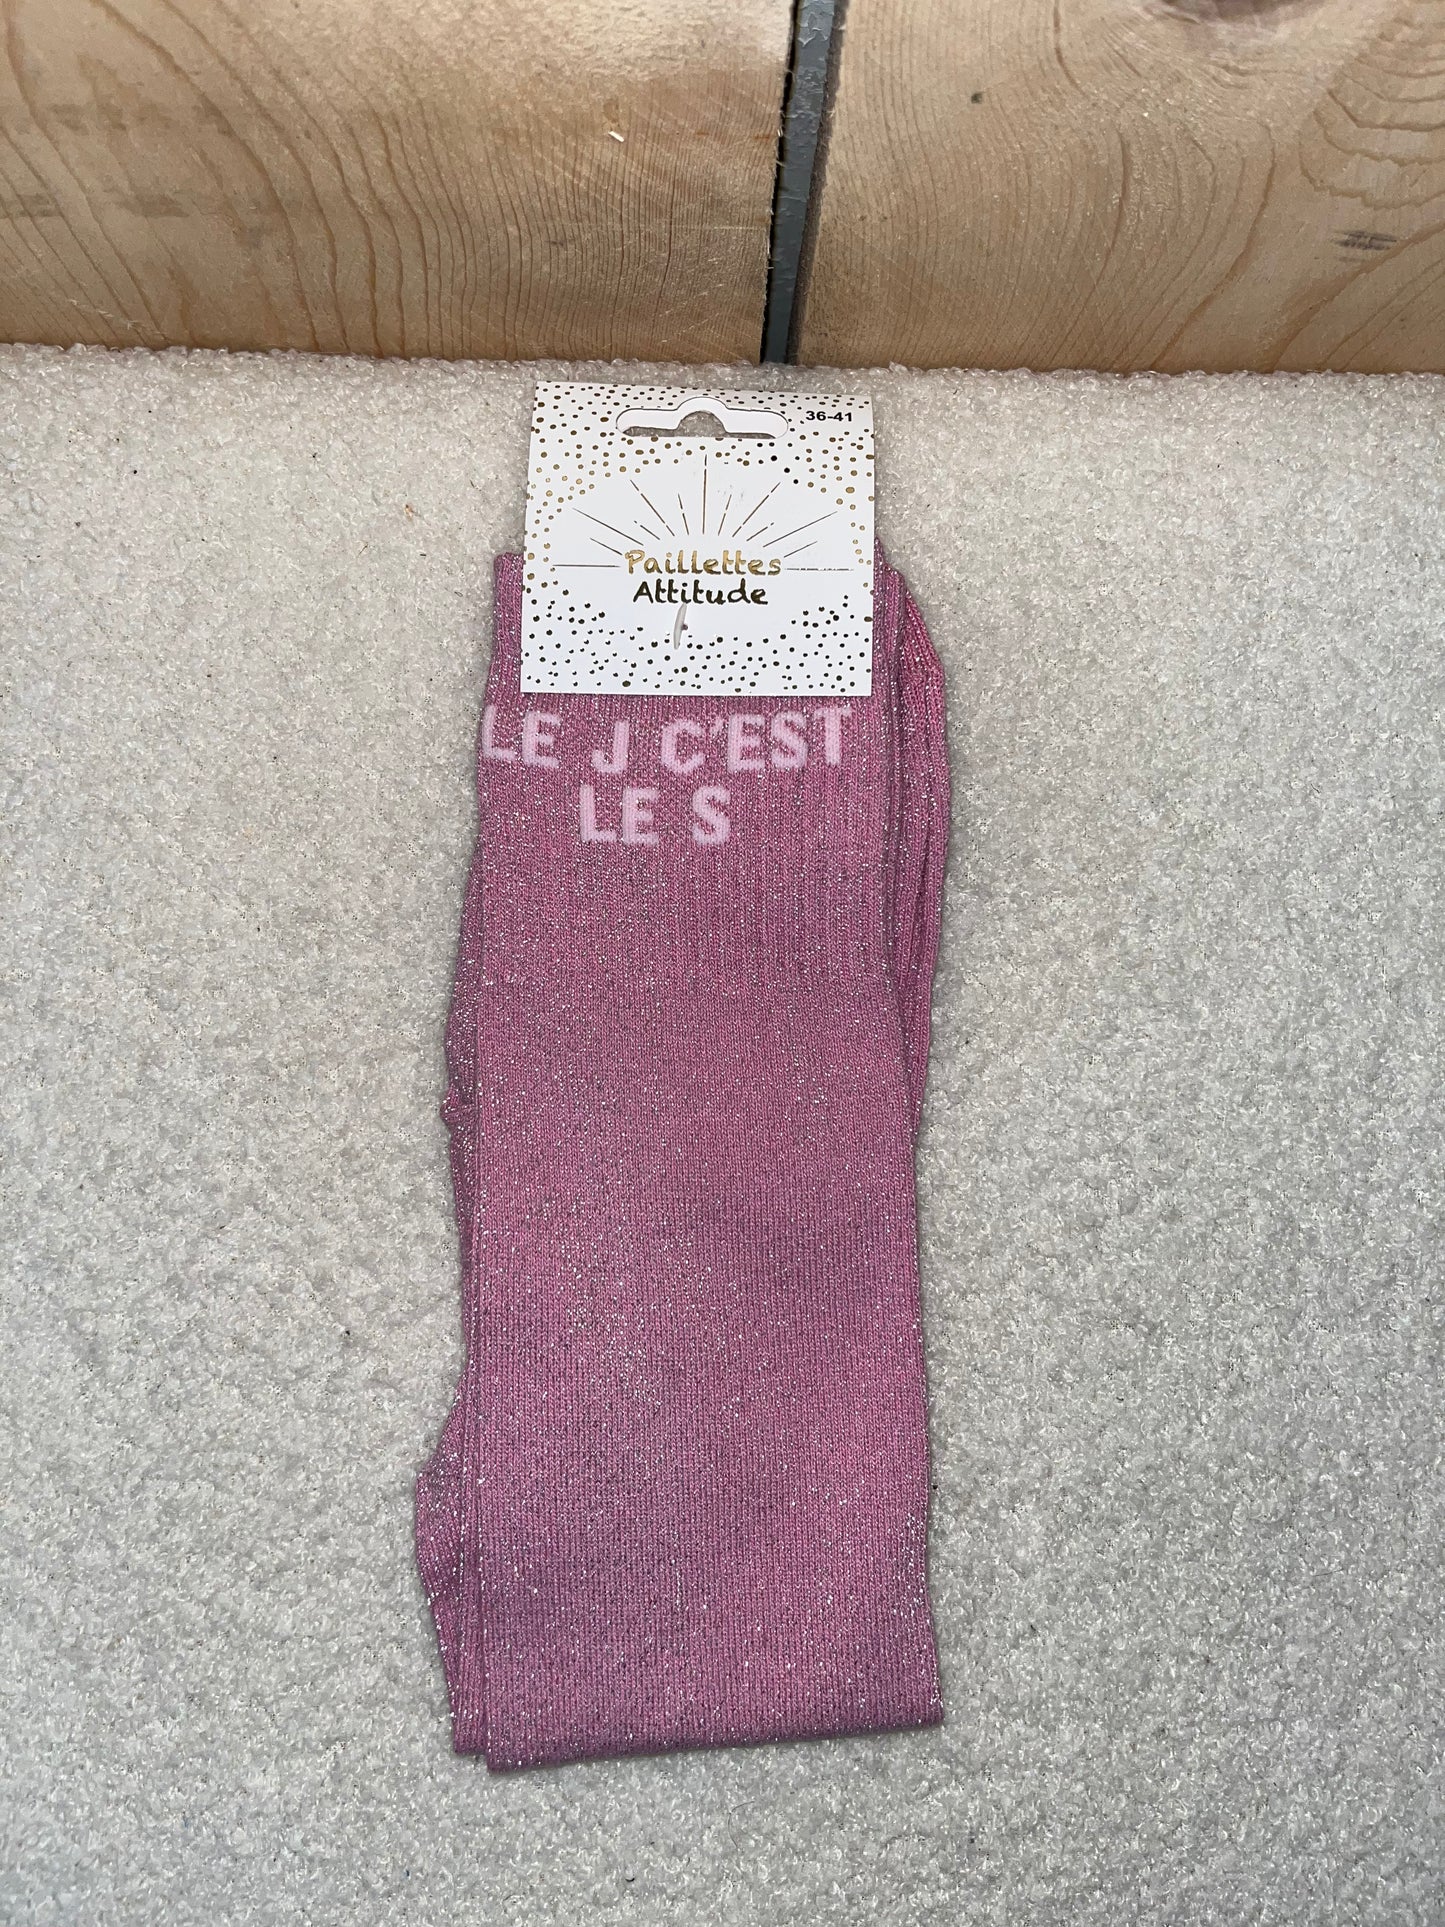 36-41
Paillettes
Attitude
LE J C'EST
LE S